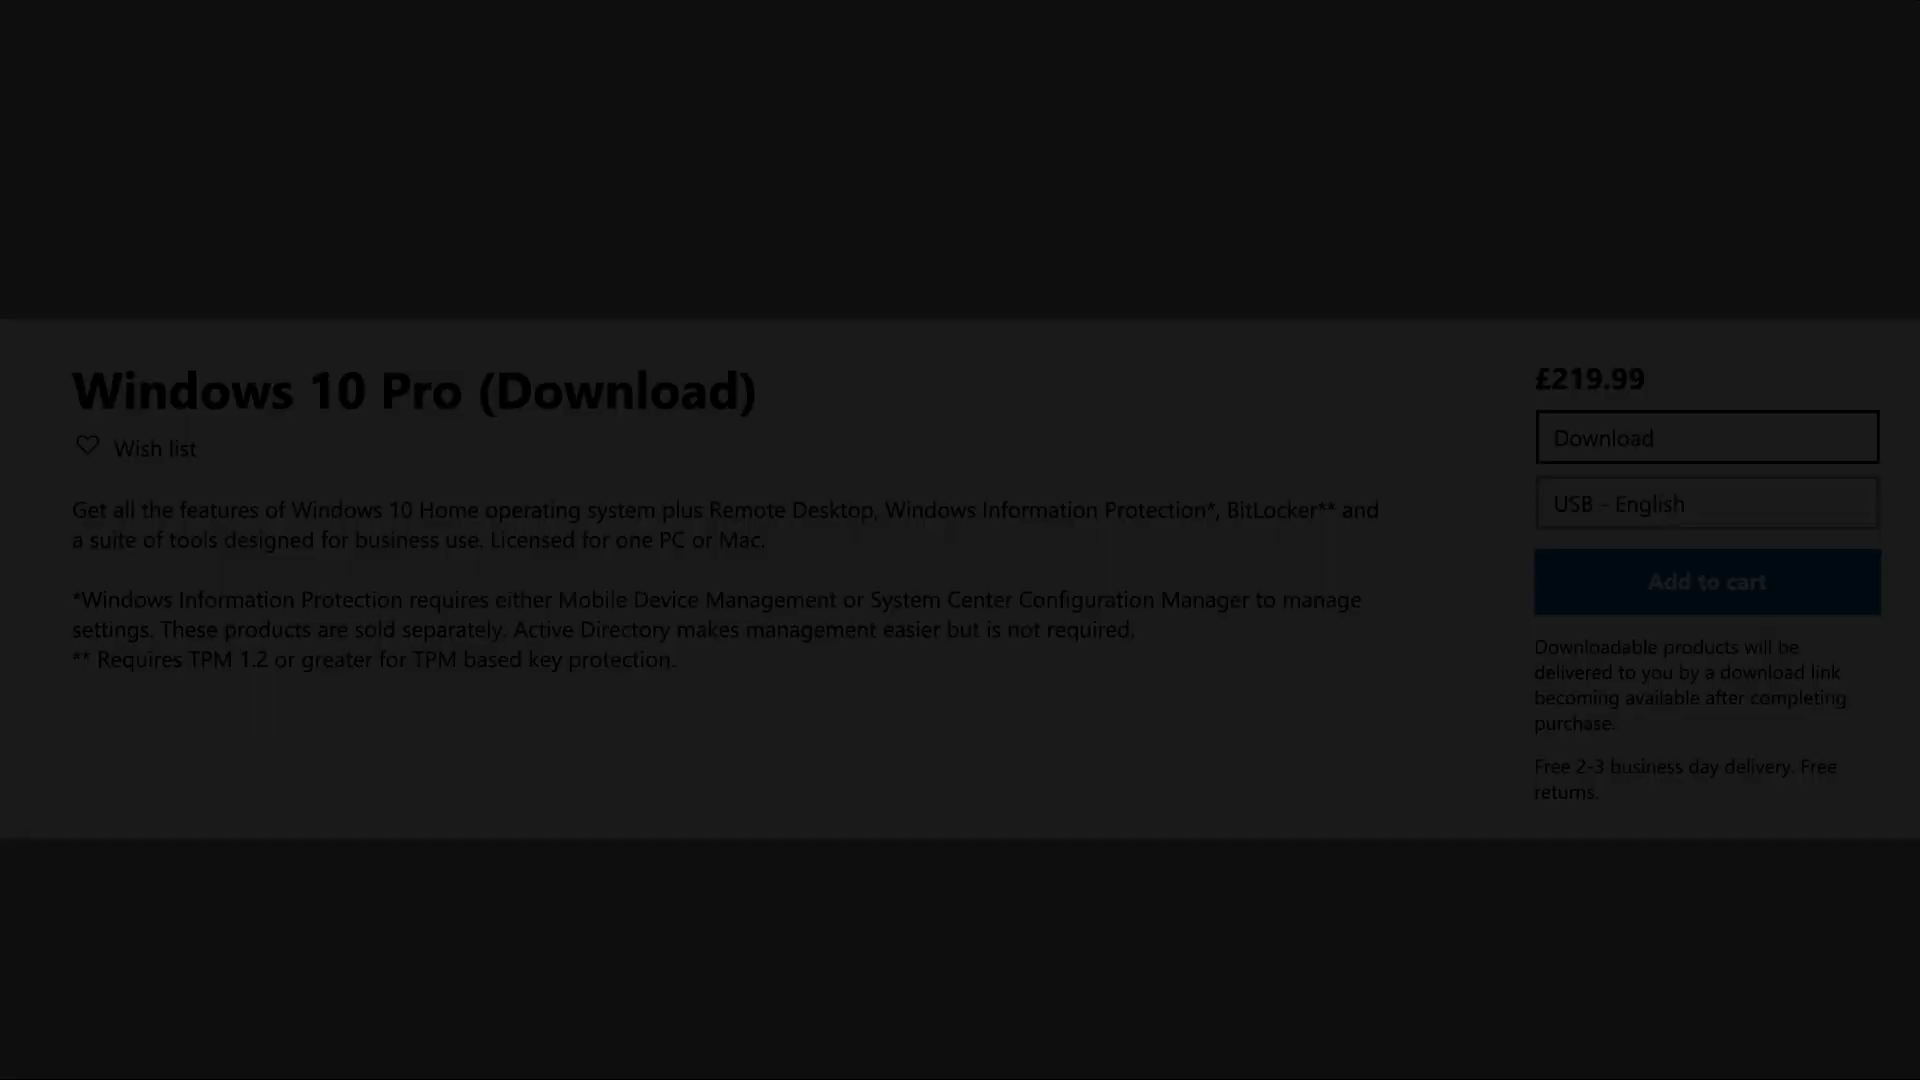 Windows 10 Pro (Download)
Wish list
Get all the features of Windows 10 Home operating system plus Remote Desktop, Windows Information Protection*, BitLocker** and
a suite of tools designed for business use. Licensed for one PC or Mac.
*Windows Information Protection requires either Mobile Device Management or System Center Configuration Manager to manage
settings. These products are sold separately. Active Directory makes management easier but is not required.
** Requires TPM 1.2 or greater for TPM based key protection.
£219.99
Download
USB - English
Add to cart
Downloadable products will be
delivered to you by a download link
becoming available after completing
purchase.
Free 2-3 business day delivery. Free
returns.